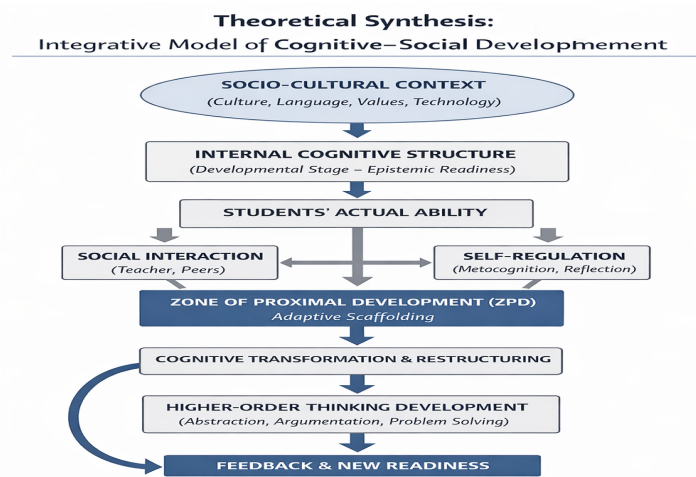 Theoretical Synthesis:
Integrative Model of Cognitive–Social Developmement
SOCIO-CULTURAL CONTEXT
(Culture, Language, Values, Technology)
INTERNAL COGNITIVE STRUCTURE
(Developmental Stage – Epistemic Readiness)
STUDENTS' ACTUAL ABILITY
SOCIAL INTERACTION
(Teacher, Peers)
SELF-REGULATION
(Metacognition, Reflection)
ZONE OF PROXIMAL DEVELOPMENT (ZPD)
Adaptive Scaffolding
COGNITIVE TRANSFORMATION & RESTRUCTURING
HIGHER-ORDER THINKING DEVELOPMENT
(Abstraction, Argumentation, Problem Solving)
FEEDBACK & NEW READINESS